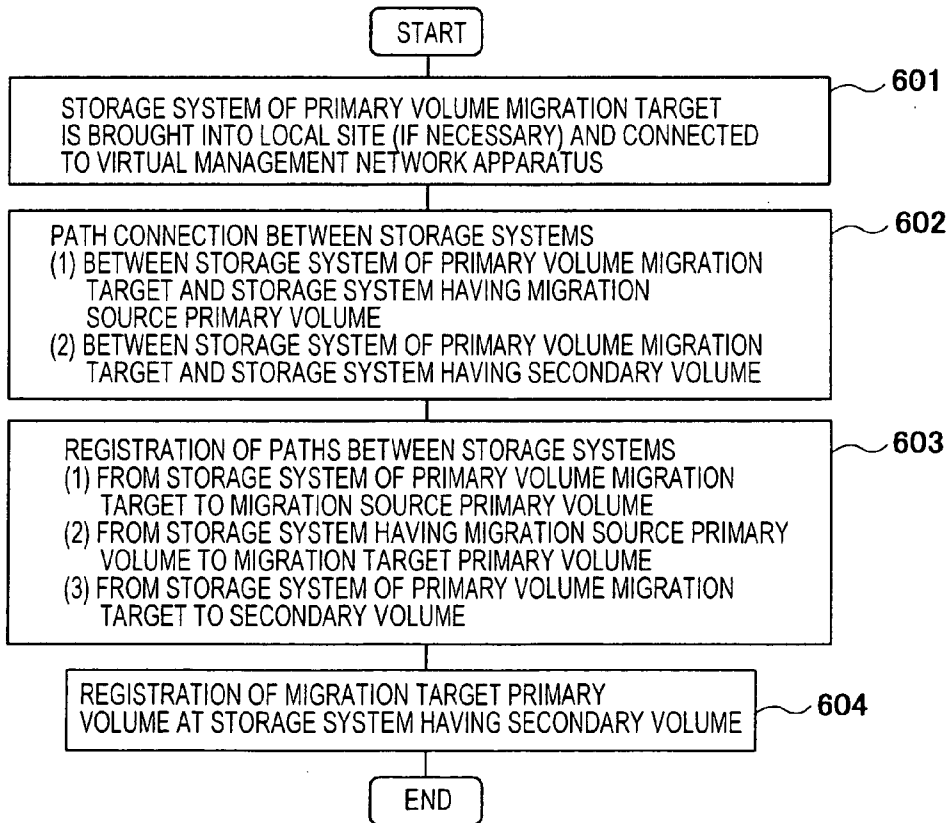 START
601
STORAGE SYSTEM OF PRIMARY VOLUME MIGRATION TARGET
IS BROUGHT INTO LOCAL SITE (IF NECESSARY) AND CONNECTED
TO VIRTUAL MANAGEMENT NETWORK APPARATUS
602
PATH CONNECTION BETWEEN STORAGE SYSTEMS
(1) BETWEEN STORAGE SYSTEM OF PRIMARY VOLUME MIGRATION
TARGET AND STORAGE SYSTEM HAVING MIGRATION
SOURCE PRIMARY VOLUME
(2) BETWEEN STORAGE SYSTEM OF PRIMARY VOLUME MIGRATION
TARGET AND STORAGE SYSTEM HAVING SECONDARY VOLUME
603
REGISTRATION OF PATHS BETWEEN STORAGE SYSTEMS
(1) FROM STORAGE SYSTEM OF PRIMARY VOLUME MIGRATION
TARGET TO MIGRATION SOURCE PRIMARY VOLUME
(2) FROM STORAGE SYSTEM HAVING MIGRATION SOURCE PRIMARY
VOLUME TO MIGRATION TARGET PRIMARY VOLUME
(3) FROM STORAGE SYSTEM OF PRIMARY VOLUME MIGRATION
TARGET TO SECONDARY VOLUME
604
REGISTRATION OF MIGRATION TARGET PRIMARY
VOLUME AT STORAGE SYSTEM HAVING SECONDARY VOLUME
END